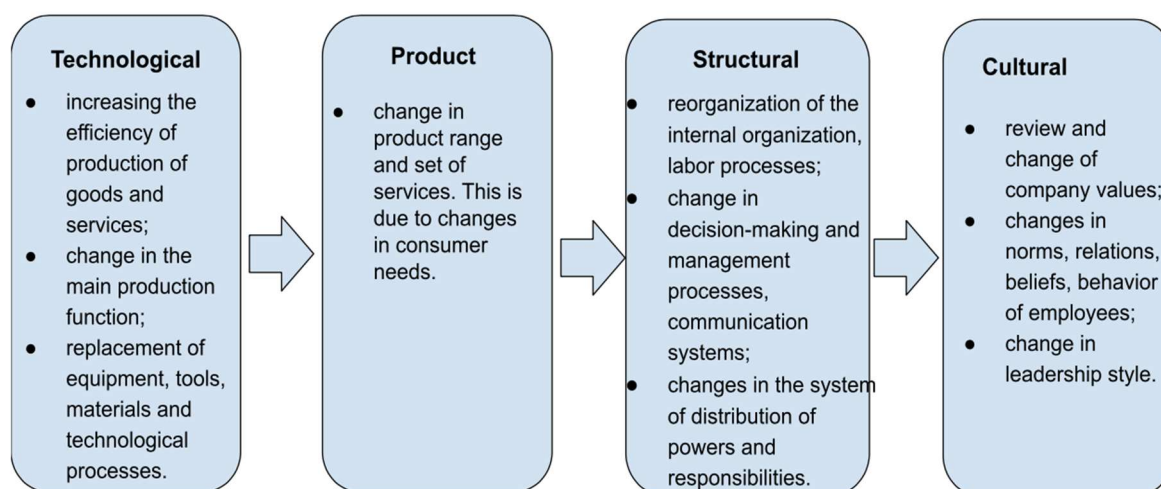 Technological
● increasing the
efficiency of
production of
goods and
services;
● change in the
main production
function;
● replacement of
equipment, tools,
materials and
technological
processes.
Product
● change in
product range
and set of
services. This is
due to changes
in consumer
needs.
Structural
● reorganization of the
internal organization,
labor processes;
● change in
decision-making and
management
processes,
communication
systems;
● changes in the system
of distribution of
powers and
responsibilities.
Cultural
● review and
change of
company values;
● changes in
norms, relations,
beliefs, behavior
of employees;
● change in
leadership style.